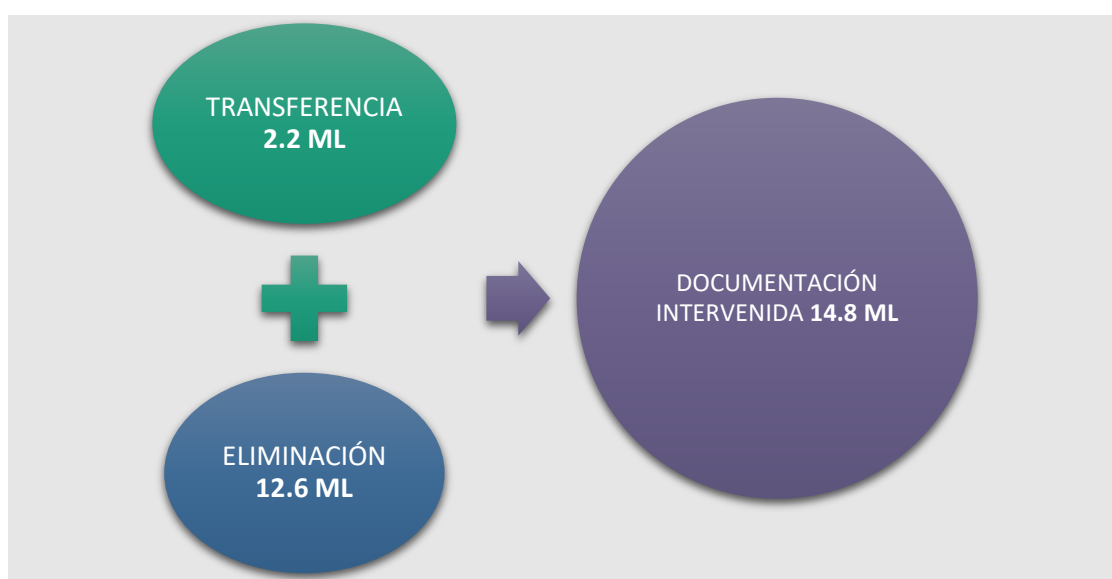 TRANSFERENCIA
2.2 ML
ELIMINACIÓN
12.6 ML
DOCUMENTACIÓN
INTERVENIDA 14.8 ML